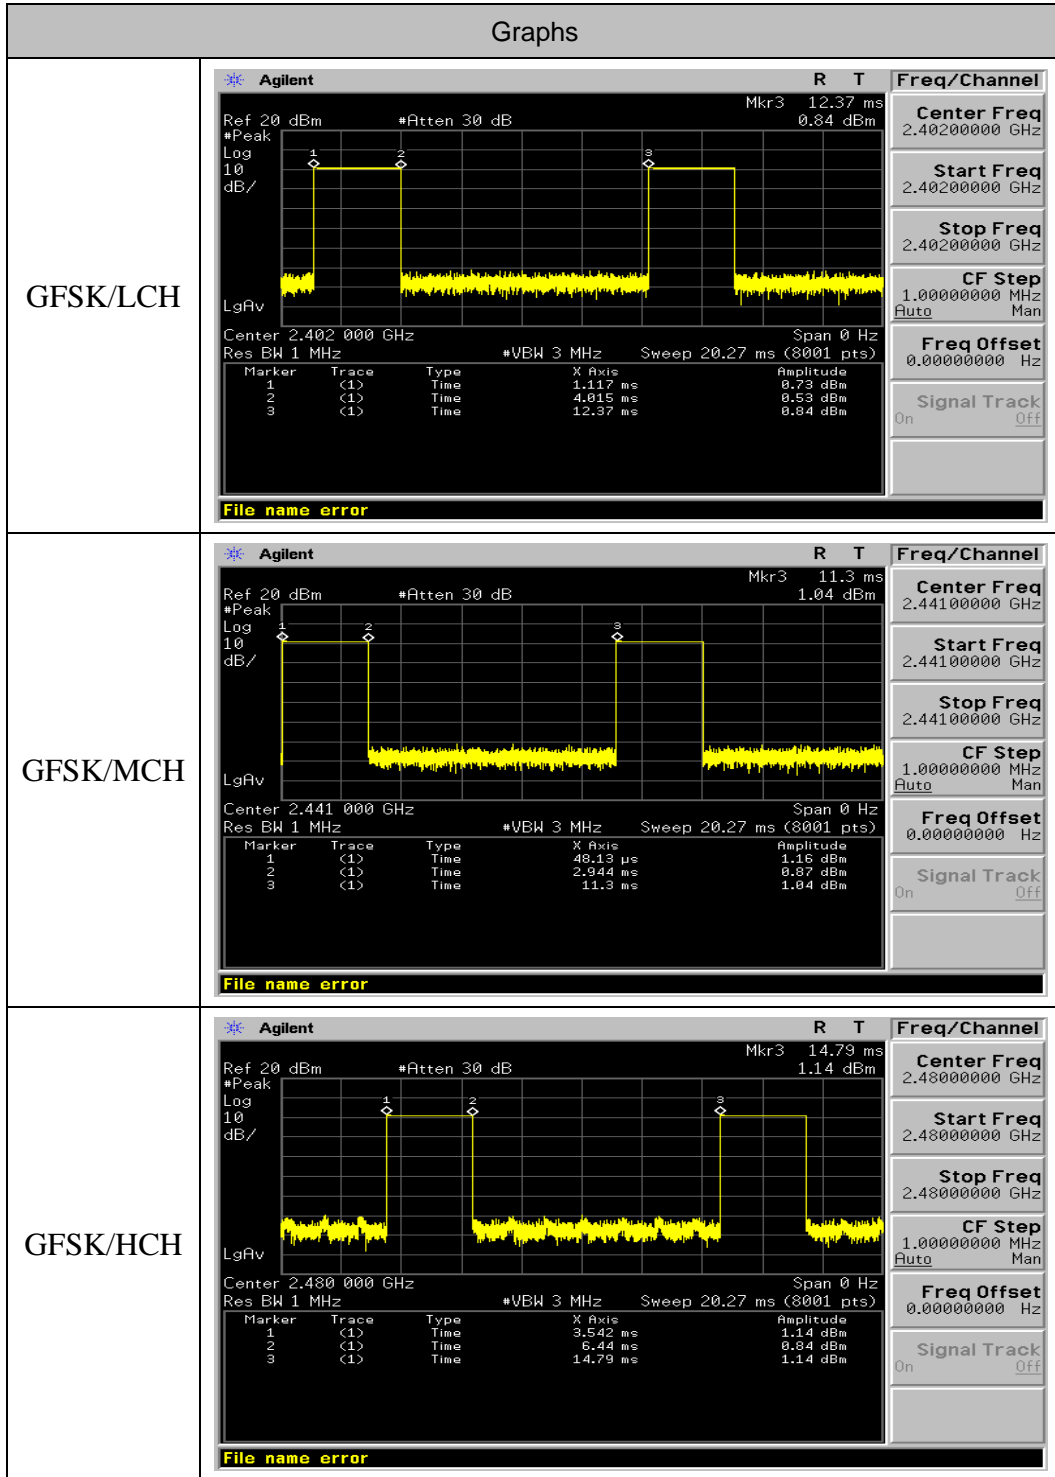 Graphs
GFSK/LCH
Agilent R T Freq/Channel
Mkr3 12.37 ms
Ref 20 dBm #Atten 30 dB 0.84 dBm
#Peak
Log
10
dB/
1 2 3
LgAv
Center 2.402 000 GHz Span 0 Hz
Res BW 1 MHz #VBW 3 MHz Sweep 20.27 ms (8001 pts)
Marker Trace Type X Axis Amplitude
1 (1) Time 1.117 ms 0.73 dBm
2 (1) Time 4.015 ms 0.53 dBm
3 (1) Time 12.37 ms 0.84 dBm
File name error
Center Freq
2.40200000 GHz
Start Freq
2.40200000 GHz
Stop Freq
2.40200000 GHz
CF Step
1.00000000 MHz
Auto Man
Freq Offset
0.00000000 Hz
Signal Track
On Off
GFSK/MCH
Agilent R T Freq/Channel
Mkr3 11.3 ms
Ref 20 dBm #Atten 30 dB 1.04 dBm
#Peak
Log
10
dB/
1 2 3
LgAv
Center 2.441 000 GHz Span 0 Hz
Res BW 1 MHz #VBW 3 MHz Sweep 20.27 ms (8001 pts)
Marker Trace Type X Axis Amplitude
1 (1) Time 48.13 µs 1.16 dBm
2 (1) Time 2.944 ms 0.87 dBm
3 (1) Time 11.3 ms 1.04 dBm
File name error
Center Freq
2.44100000 GHz
Start Freq
2.44100000 GHz
Stop Freq
2.44100000 GHz
CF Step
1.00000000 MHz
Auto Man
Freq Offset
0.00000000 Hz
Signal Track
On Off
GFSK/HCH
Agilent R T Freq/Channel
Mkr3 14.79 ms
Ref 20 dBm #Atten 30 dB 1.14 dBm
#Peak
Log
10
dB/
1 2 3
LgAv
Center 2.480 000 GHz Span 0 Hz
Res BW 1 MHz #VBW 3 MHz Sweep 20.27 ms (8001 pts)
Marker Trace Type X Axis Amplitude
1 (1) Time 3.542 ms 1.14 dBm
2 (1) Time 6.44 ms 0.84 dBm
3 (1) Time 14.79 ms 1.14 dBm
File name error
Center Freq
2.48000000 GHz
Start Freq
2.48000000 GHz
Stop Freq
2.48000000 GHz
CF Step
1.00000000 MHz
Auto Man
Freq Offset
0.00000000 Hz
Signal Track
On Off